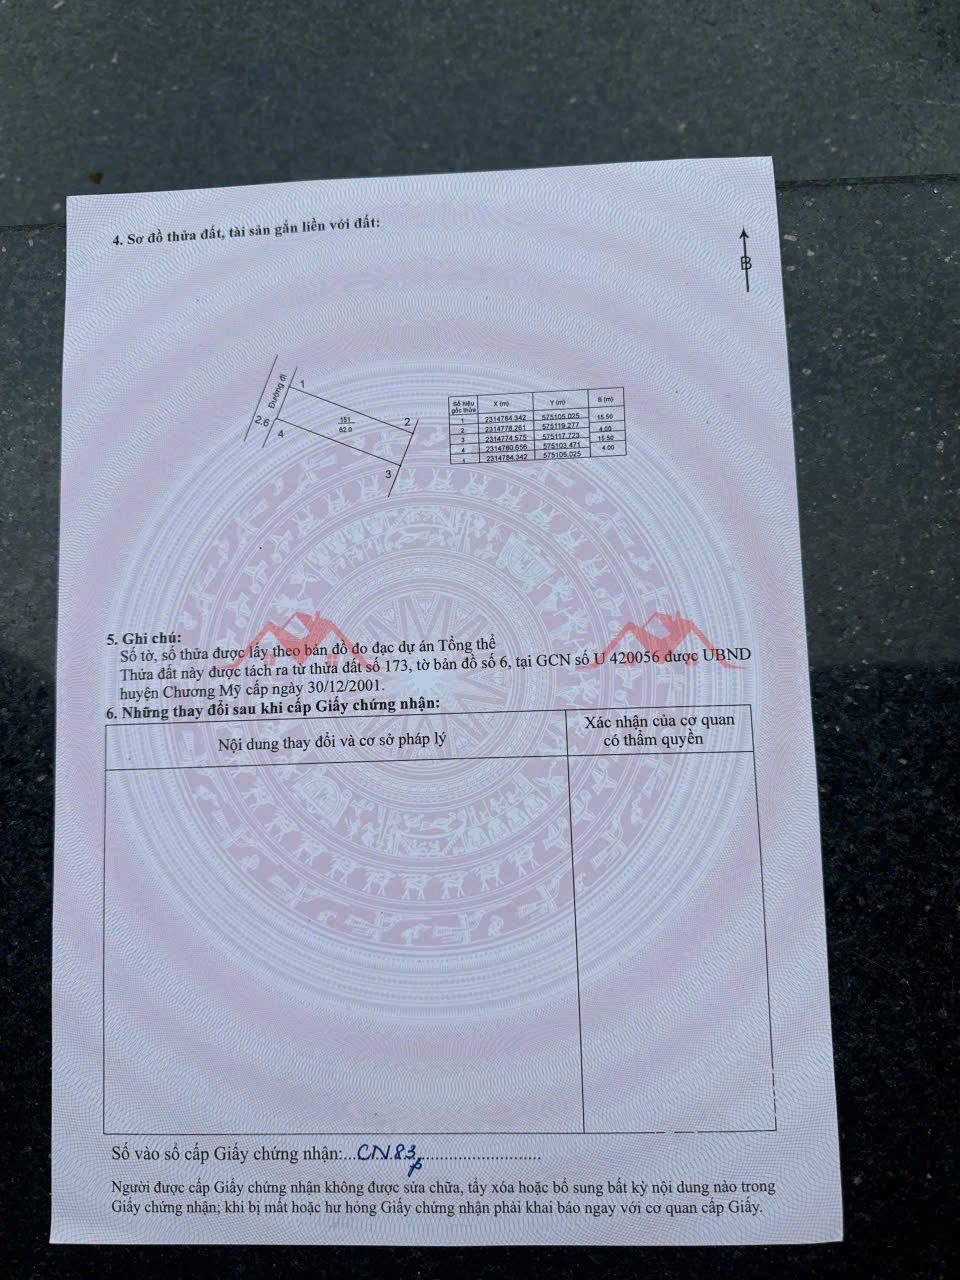 4. Sơ đồ thửa đất, tài sản gắn liền với đất:
B
Đường đi
2.6
1
2
3
4
151
62.0
Số hiệu góc thửa X (m) Y (m) S (m)
1 2314784.342 575105.025 15.50
2 2314778.261 575119.277 4.00
3 2314774.575 575117.723 15.50
4 2314780.656 575103.471 4.00
1 2314784.342 575105.025
5. Ghi chú:
Số tờ, số thửa được lấy theo bản đồ đo đạc dự án Tổng thể
Thửa đất này được tách ra từ thửa đất số 173, tờ bản đồ số 6, tại GCN số U 420056 được UBND
huyện Chương Mỹ cấp ngày 30/12/2001.
6. Những thay đổi sau khi cấp Giấy chứng nhận:
Nội dung thay đổi và cơ sở pháp lý
Xác nhận của cơ quan
có thẩm quyền
Số vào sổ cấp Giấy chứng nhận:...CN83...........................
Người được cấp Giấy chứng nhận không được sửa chữa, tẩy xóa hoặc bổ sung bất kỳ nội dung nào trong
Giấy chứng nhận; khi bị mất hoặc hư hỏng Giấy chứng nhận phải khai báo ngay với cơ quan cấp Giấy.